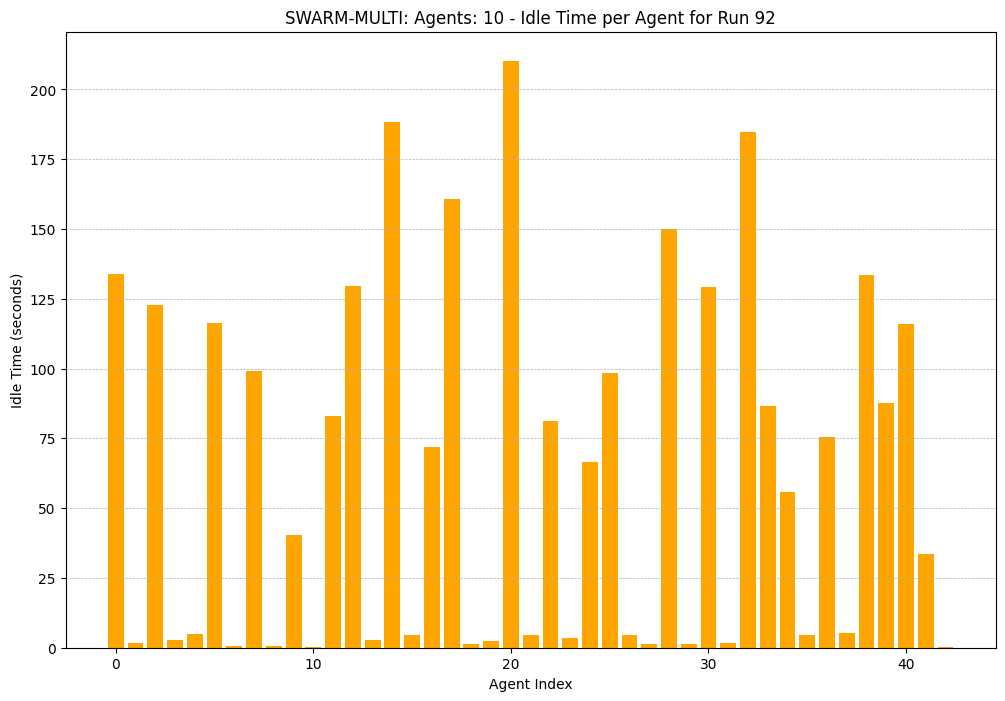 SWARM-MULTI: Agents: 10 - Idle Time per Agent for Run 92
Idle Time (seconds)
200
175
150
125
100
75
50
25
0
0 10 20 30 40
Agent Index